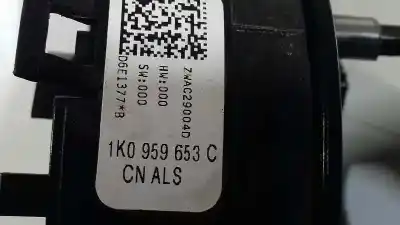 ZWAC29004D
HW:000
SW:000
D6E1377*B
1K0 959 653 C
CN ALS